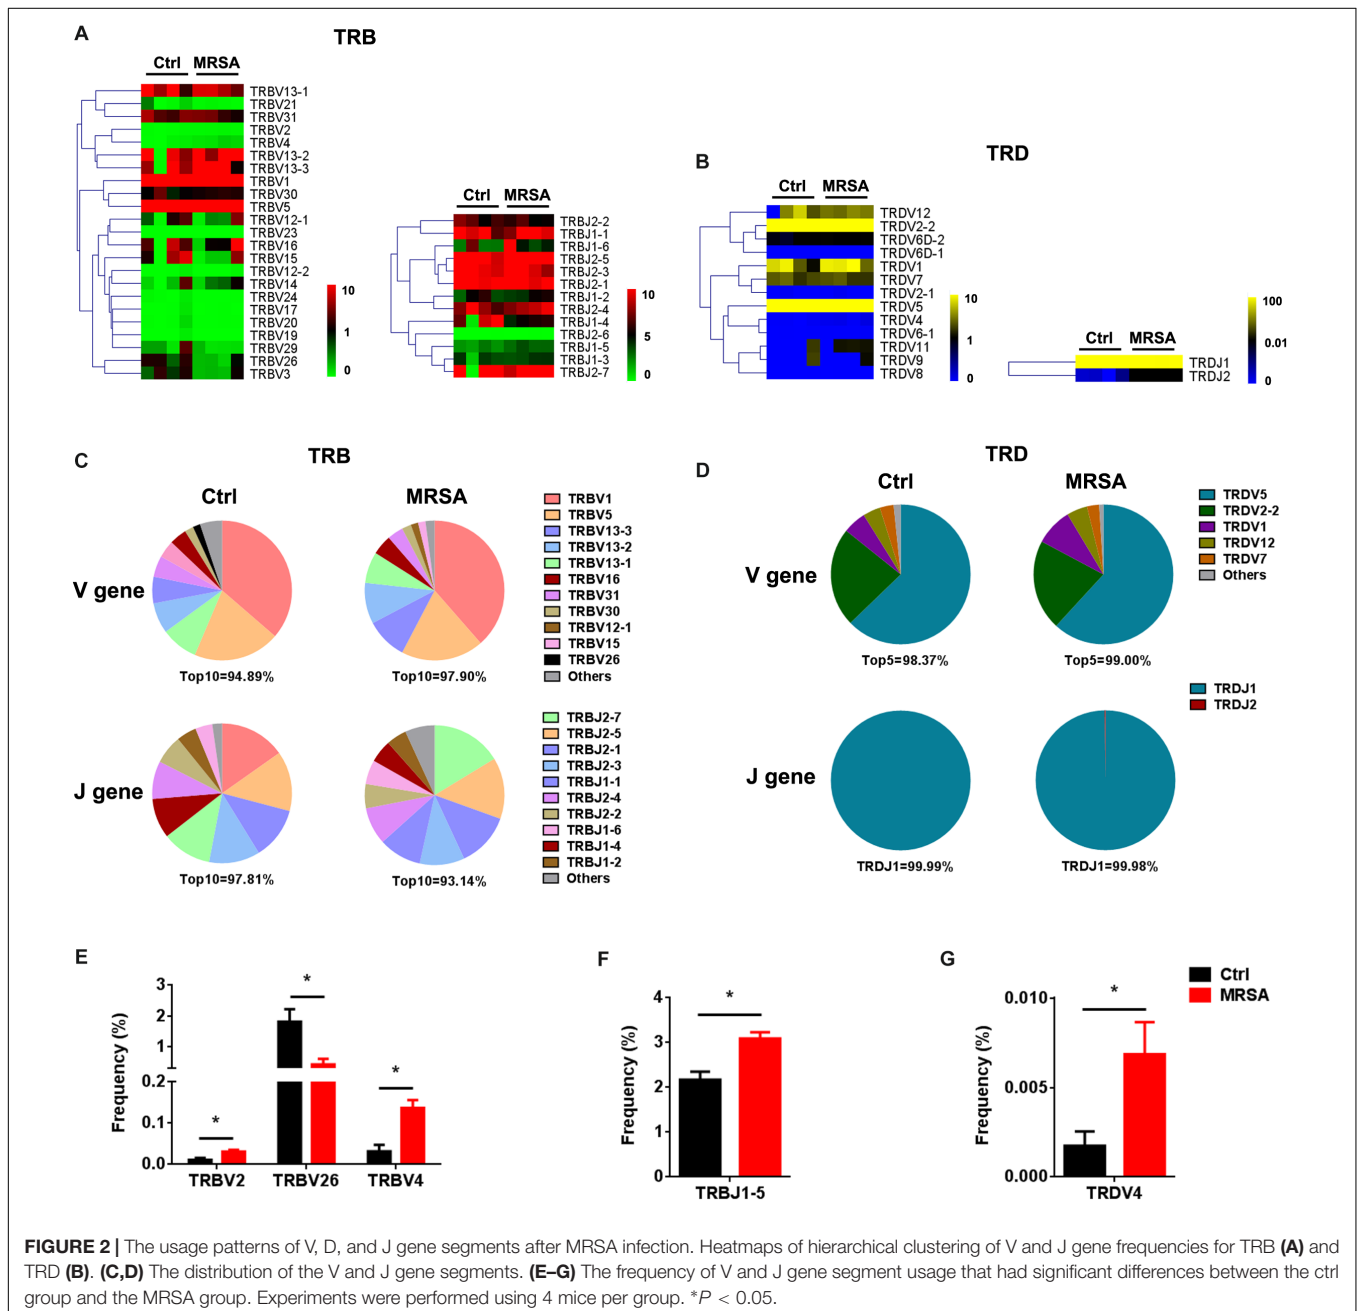 A
TRB
Ctrl MRSA
TRBV13-1
TRBV21
TRBV31
TRBV2
TRBV4
TRBV13-2
TRBV13-3
TRBV1
TRBV30
TRBV5
TRBV12-1
TRBV23
TRBV16
TRBV15
TRBV12-2
TRBV14
TRBV24
TRBV17
TRBV20
TRBV19
TRBV29
TRBV26
TRBV3
10
1
0
Ctrl MRSA
TRBJ2-2
TRBJ1-1
TRBJ1-6
TRBJ2-5
TRBJ2-3
TRBJ2-1
TRBJ1-2
TRBJ2-4
TRBJ1-4
TRBJ2-6
TRBJ1-5
TRBJ1-3
TRBJ2-7
10
5
0
B
TRD
Ctrl MRSA
TRDV12
TRDV2-2
TRDV6D-2
TRDV6D-1
TRDV1
TRDV7
TRDV2-1
TRDV5
TRDV4
TRDV6-1
TRDV11
TRDV9
TRDV8
10
1
0
Ctrl MRSA
TRDJ1
TRDJ2
100
0.01
0
C
TRB
Ctrl MRSA
V gene
Top10=94.89% Top10=97.90%
TRBV1
TRBV5
TRBV13-3
TRBV13-2
TRBV13-1
TRBV16
TRBV31
TRBV30
TRBV12-1
TRBV15
TRBV26
Others
J gene
Top10=97.81% Top10=93.14%
TRBJ2-7
TRBJ2-5
TRBJ2-1
TRBJ2-3
TRBJ1-1
TRBJ2-4
TRBJ2-2
TRBJ1-6
TRBJ1-4
TRBJ1-2
Others
D
TRD
Ctrl MRSA
V gene
Top5=98.37% Top5=99.00%
TRDV5
TRDV2-2
TRDV1
TRDV12
TRDV7
Others
J gene
TRDJ1=99.99% TRDJ1=99.98%
TRDJ1
TRDJ2
E
Frequency (%)
3
2
1
0.2
0.1
0.0
*
*
*
TRBV2 TRBV26 TRBV4
F
Frequency (%)
4
3
2
1
0
*
TRBJ1-5
G
Frequency (%)
0.010
0.005
0.000
*
TRDV4
Ctrl
MRSA
FIGURE 2 | The usage patterns of V, D, and J gene segments after MRSA infection. Heatmaps of hierarchical clustering of V and J gene frequencies for TRB (A) and
TRD (B). (C,D) The distribution of the V and J gene segments. (E–G) The frequency of V and J gene segment usage that had significant differences between the ctrl
group and the MRSA group. Experiments were performed using 4 mice per group. *P < 0.05.